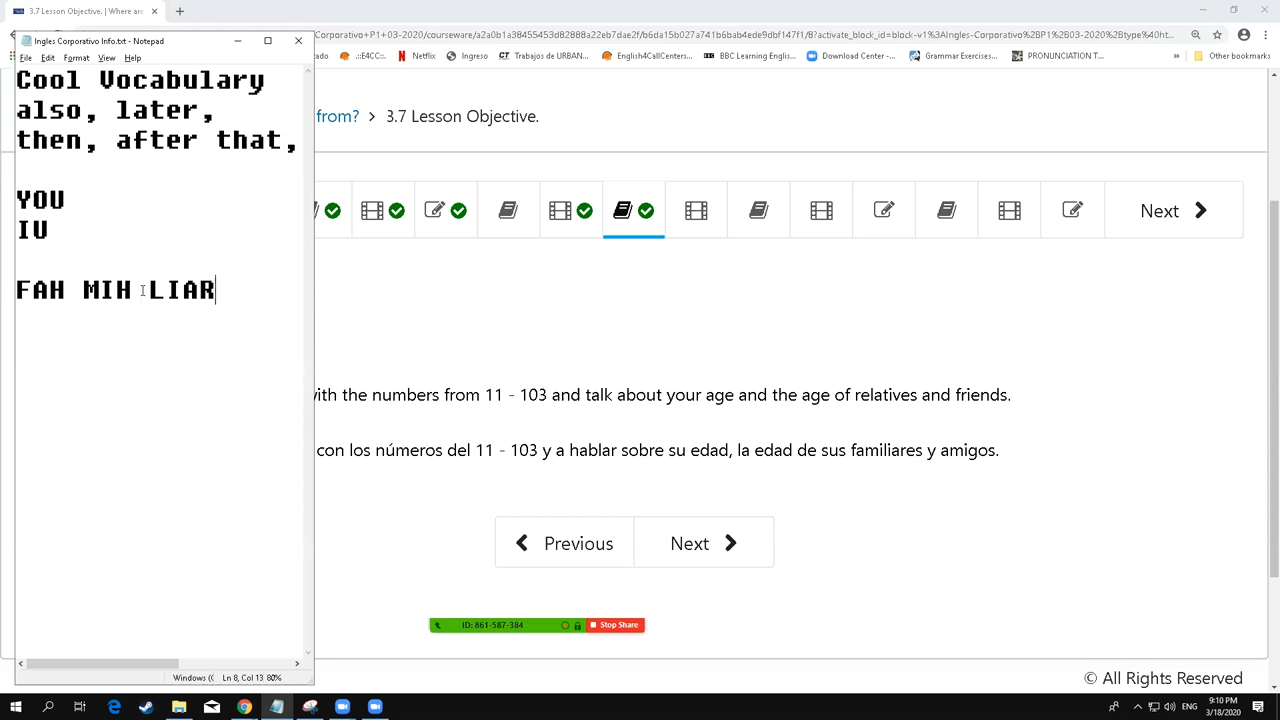 3.7 Lesson Objective. | Where are
Ingles Corporativo Info.txt - Notepad
File Edit Format View Help
Cool Vocabulary
also, later,
then, after that,
YOU
IU
FAH MIH LIAR
Windows (C Ln 8, Col 13 80%
Netflix Ingreso Trabajos de URBAN... English4CallCenters... BBC Learning Englis... Download Center -... Grammar Exercises... PRONUNCIATION T... » Other bookmarks
from? > 3.7 Lesson Objective.
Next
with the numbers from 11 - 103 and talk about your age and the age of relatives and friends.
con los números del 11 - 103 y a hablar sobre su edad, la edad de sus familiares y amigos.
Previous Next
ID: 861-587-384 Stop Share
© All Rights Reserved
ENG
9:10 PM
3/18/2020